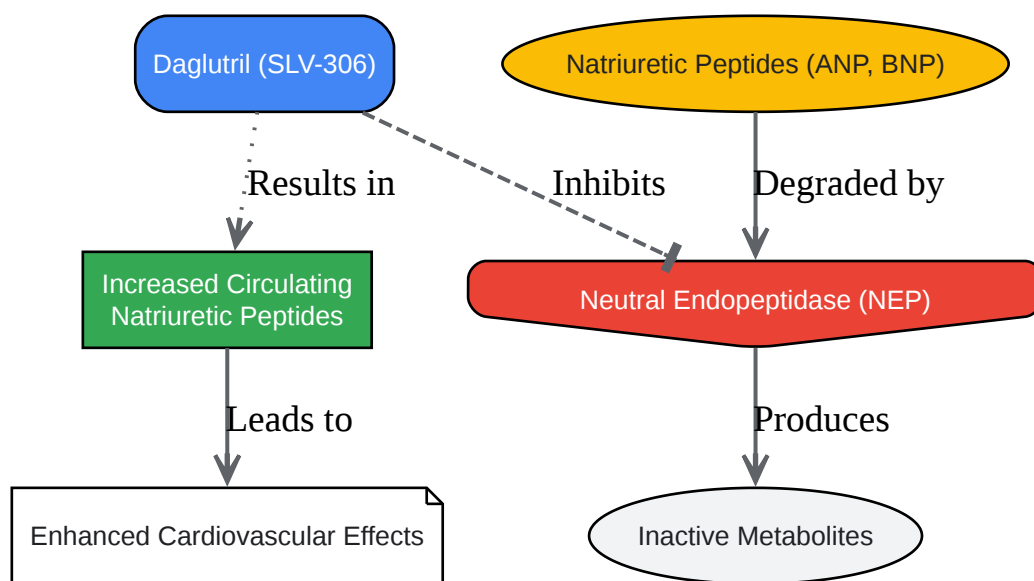 Daglutril (SLV-306)
Natriuretic Peptides (ANP, BNP)
Results in
Inhibits
Degraded by
Increased Circulating
Natriuretic Peptides
Neutral Endopeptidase (NEP)
Leads to
Produces
Enhanced Cardiovascular Effects
Inactive Metabolites